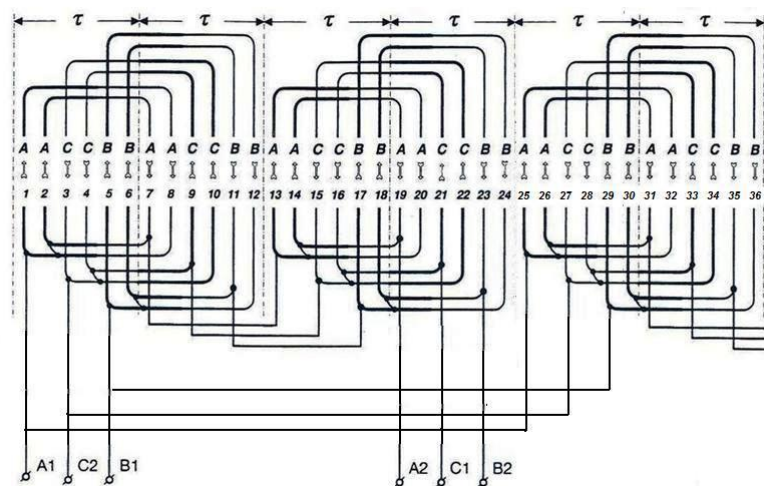 τ τ τ τ τ τ
A A C C B B A A C C B B A A C C B B A A C C B B A A C C B B A A C C B B
1 2 3 4 5 6 7 8 9 10 11 12 13 14 15 16 17 18 19 20 21 22 23 24 25 26 27 28 29 30 31 32 33 34 35 36
A1 C2 B1 A2 C1 B2